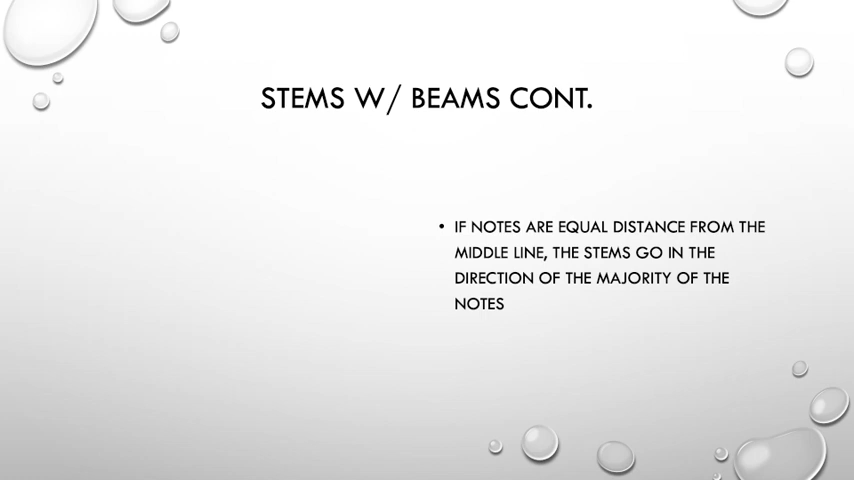 STEMS W/ BEAMS CONT.
• IF NOTES ARE EQUAL DISTANCE FROM THE
MIDDLE LINE, THE STEMS GO IN THE
DIRECTION OF THE MAJORITY OF THE
NOTES